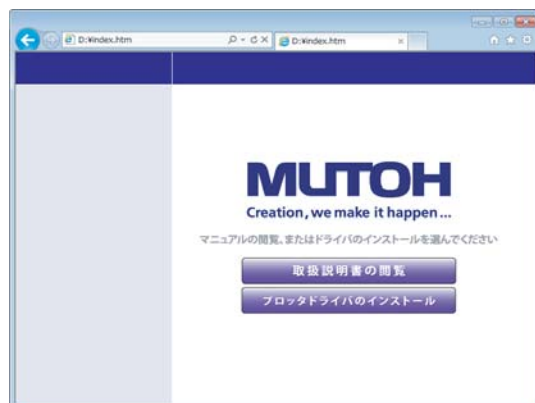 D:¥index.htm
D:¥index.htm
MUTOH
Creation, we make it happen...
マニュアルの閲覧、またはドライバのインストールを選んでください
取扱説明書の閲覧
プロッタドライバのインストール